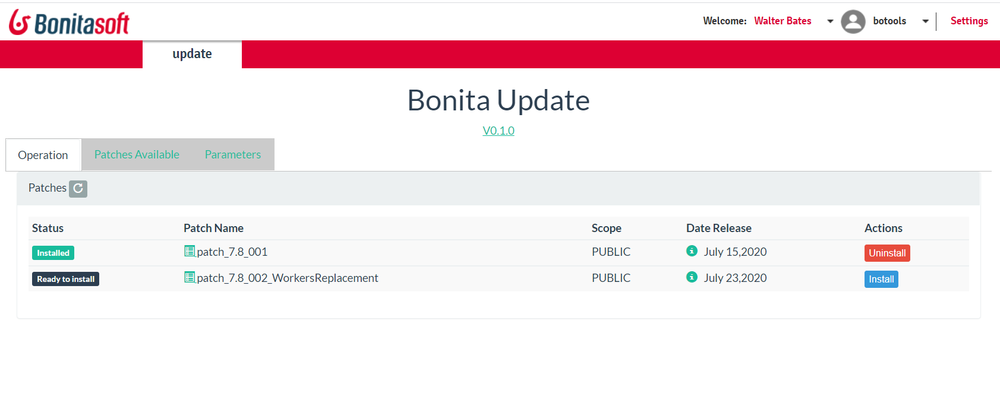 Bonitasoft
Welcome: Walter Bates botools Settings
update
Bonita Update
V0.1.0
Operation Patches Available Parameters
Patches
Status Patch Name Scope Date Release Actions
Installed patch_7.8_001 PUBLIC July 15,2020 Uninstall
Ready to install patch_7.8_002_WorkersReplacement PUBLIC July 23,2020 Install